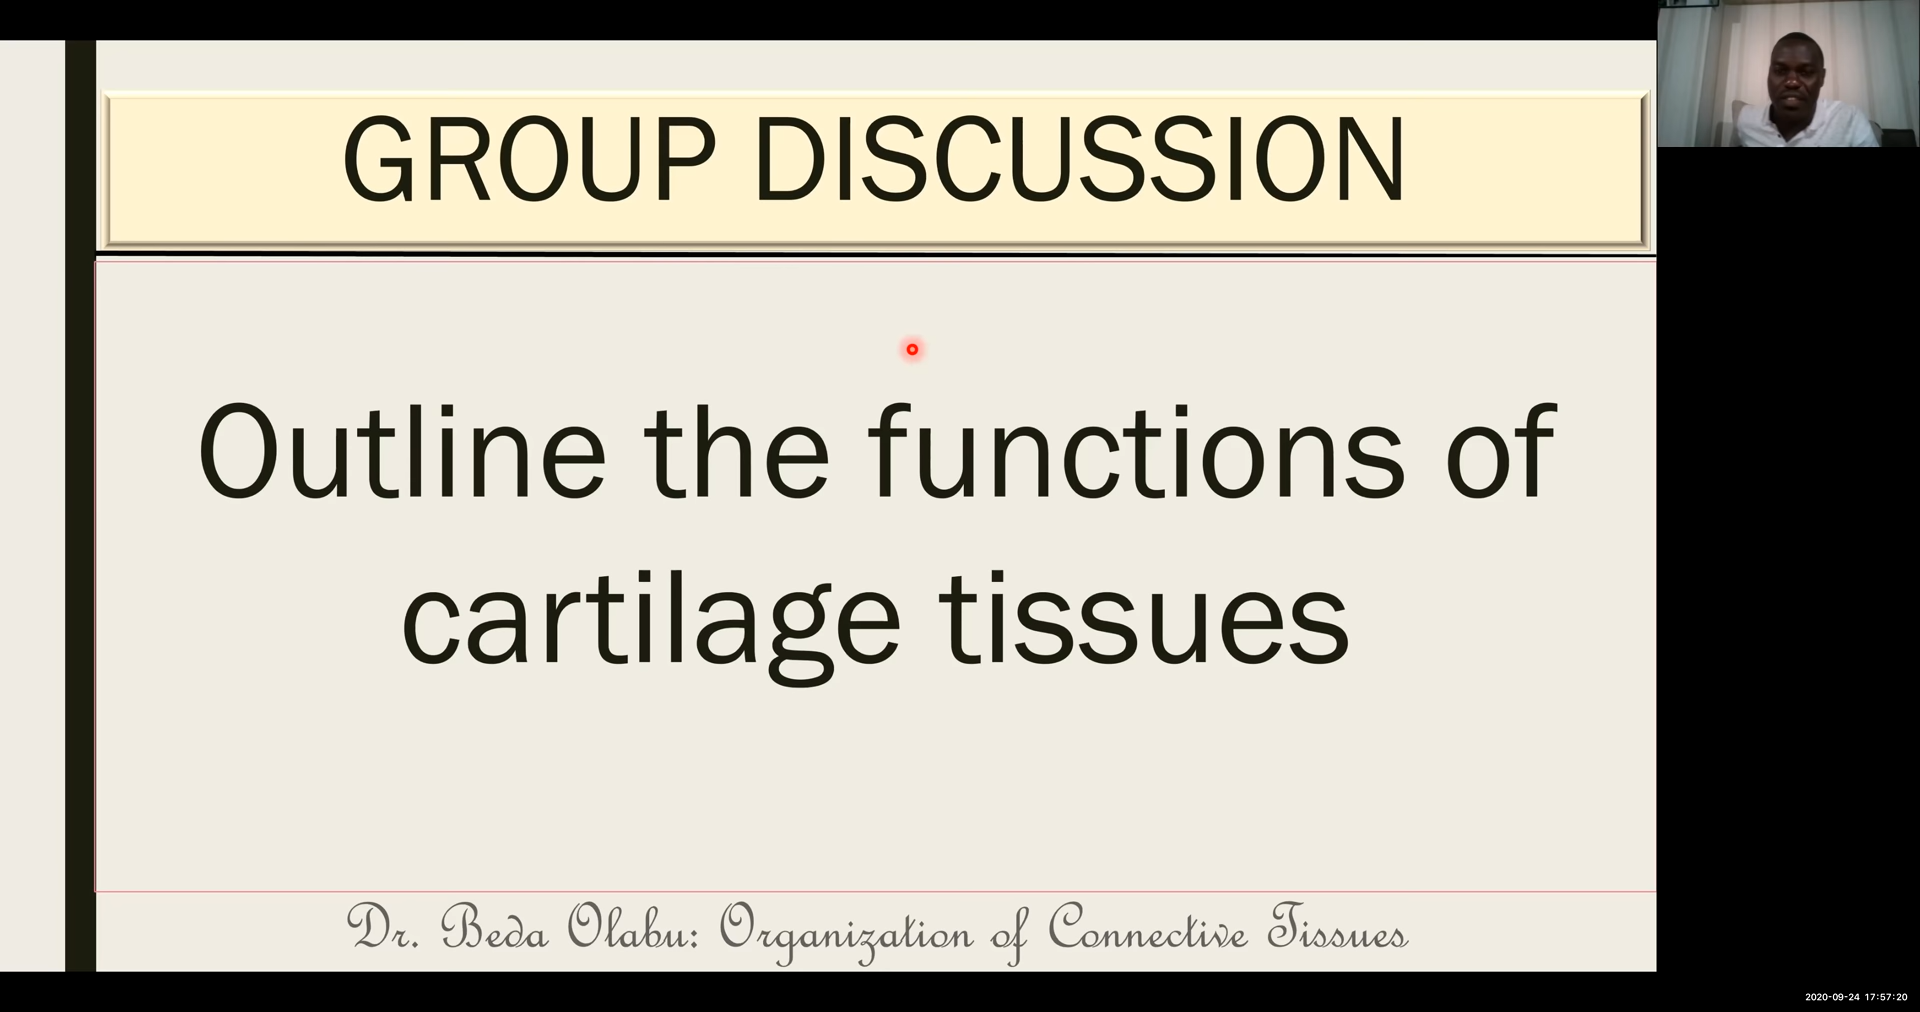 GROUP DISCUSSION
Outline the functions of
cartilage tissues
Dr. Beda Olabu: Organization of Connective Tissues
2020-09-24 17:57:20